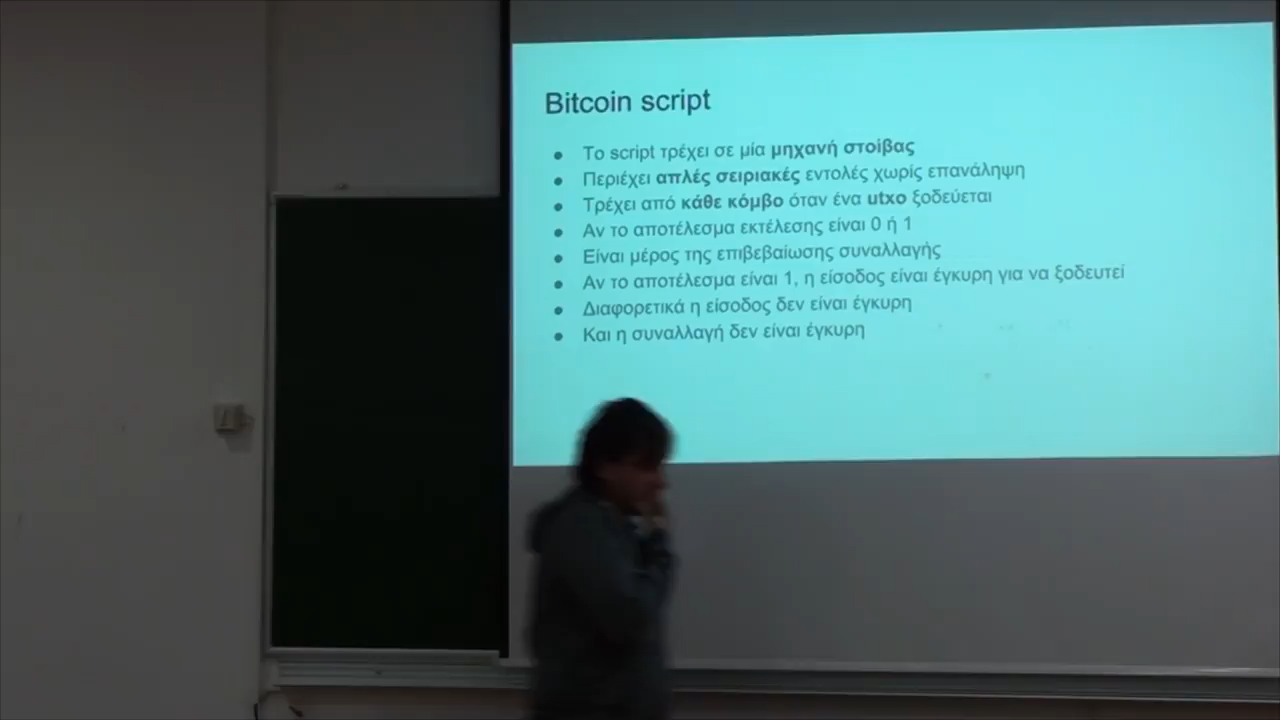 Bitcoin script
● Το script τρέχει σε μία μηχανή στοίβας
● Περιέχει απλές σειριακές εντολές χωρίς επανάληψη
● Τρέχει από κάθε κόμβο όταν ένα utxo ξοδεύεται
● Αν το αποτέλεσμα εκτέλεσης είναι 0 ή 1
● Είναι μέρος της επιβεβαίωσης συναλλαγής
● Αν το αποτέλεσμα είναι 1, η είσοδος είναι έγκυρη για να ξοδευτεί
● Διαφορετικά η είσοδος δεν είναι έγκυρη
● Και η συναλλαγή δεν είναι έγκυρη